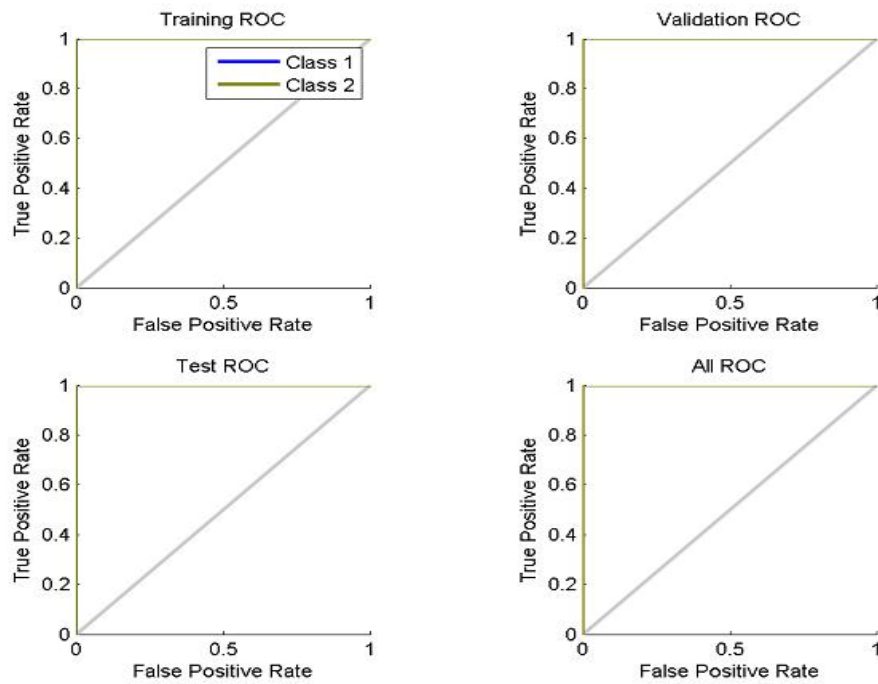 Training ROC
1
0.8
0.6
0.4
0.2
0
True Positive Rate
Class 1
Class 2
0
0.5
1
False Positive Rate
Validation ROC
1
0.8
0.6
0.4
0.2
0
True Positive Rate
0
0.5
1
False Positive Rate
Test ROC
1
0.8
0.6
0.4
0.2
0
True Positive Rate
0
0.5
1
False Positive Rate
All ROC
1
0.8
0.6
0.4
0.2
0
True Positive Rate
0
0.5
1
False Positive Rate